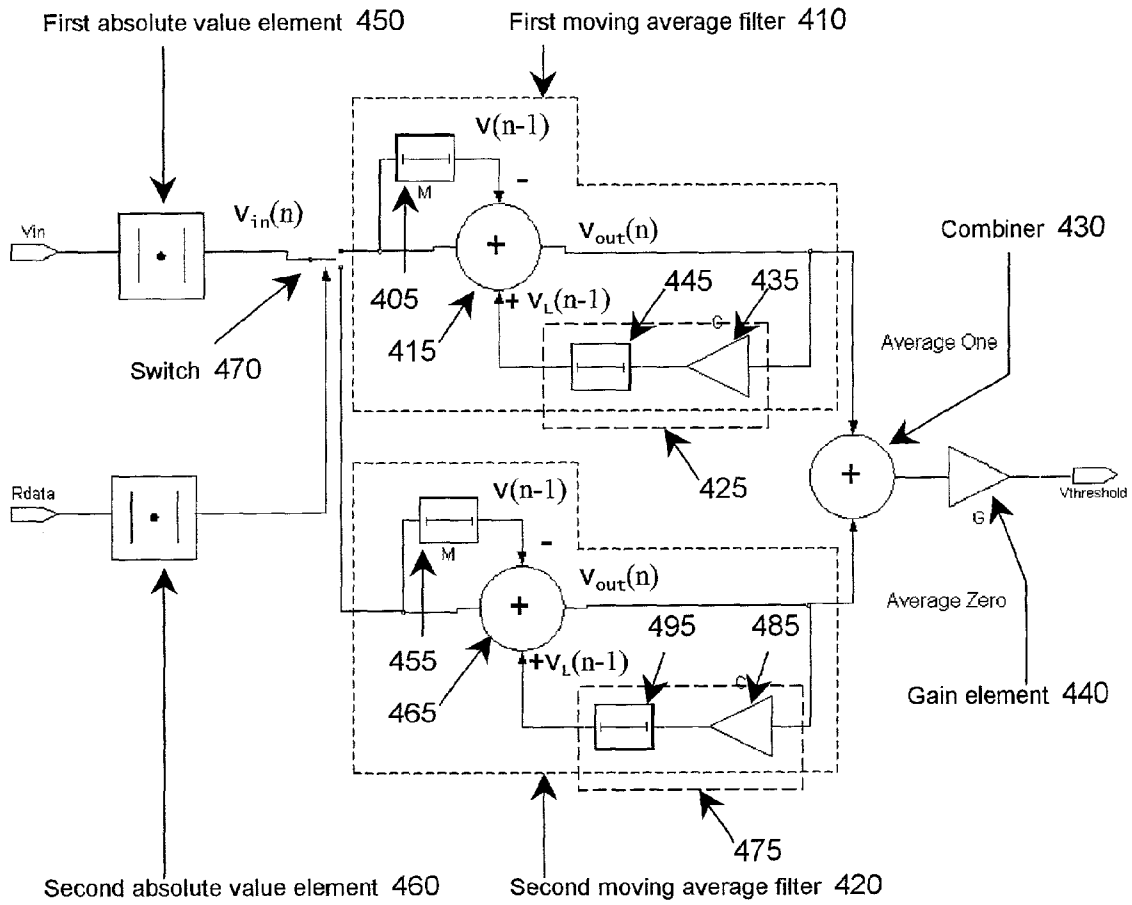 First absolute value element 450
First moving average filter 410
v(n-1)
-
M
Vin
| • |
vin(n)
+
vout(n)
Combiner 430
405
+ vL(n-1)
445
435
415
G
Switch 470
Average One
425
Rdata
| • |
v(n-1)
-
M
+
vout(n)
+
G
Vthreshold
Average Zero
455
+vL(n-1)
495
485
465
G
Gain element 440
475
Second absolute value element 460
Second moving average filter 420